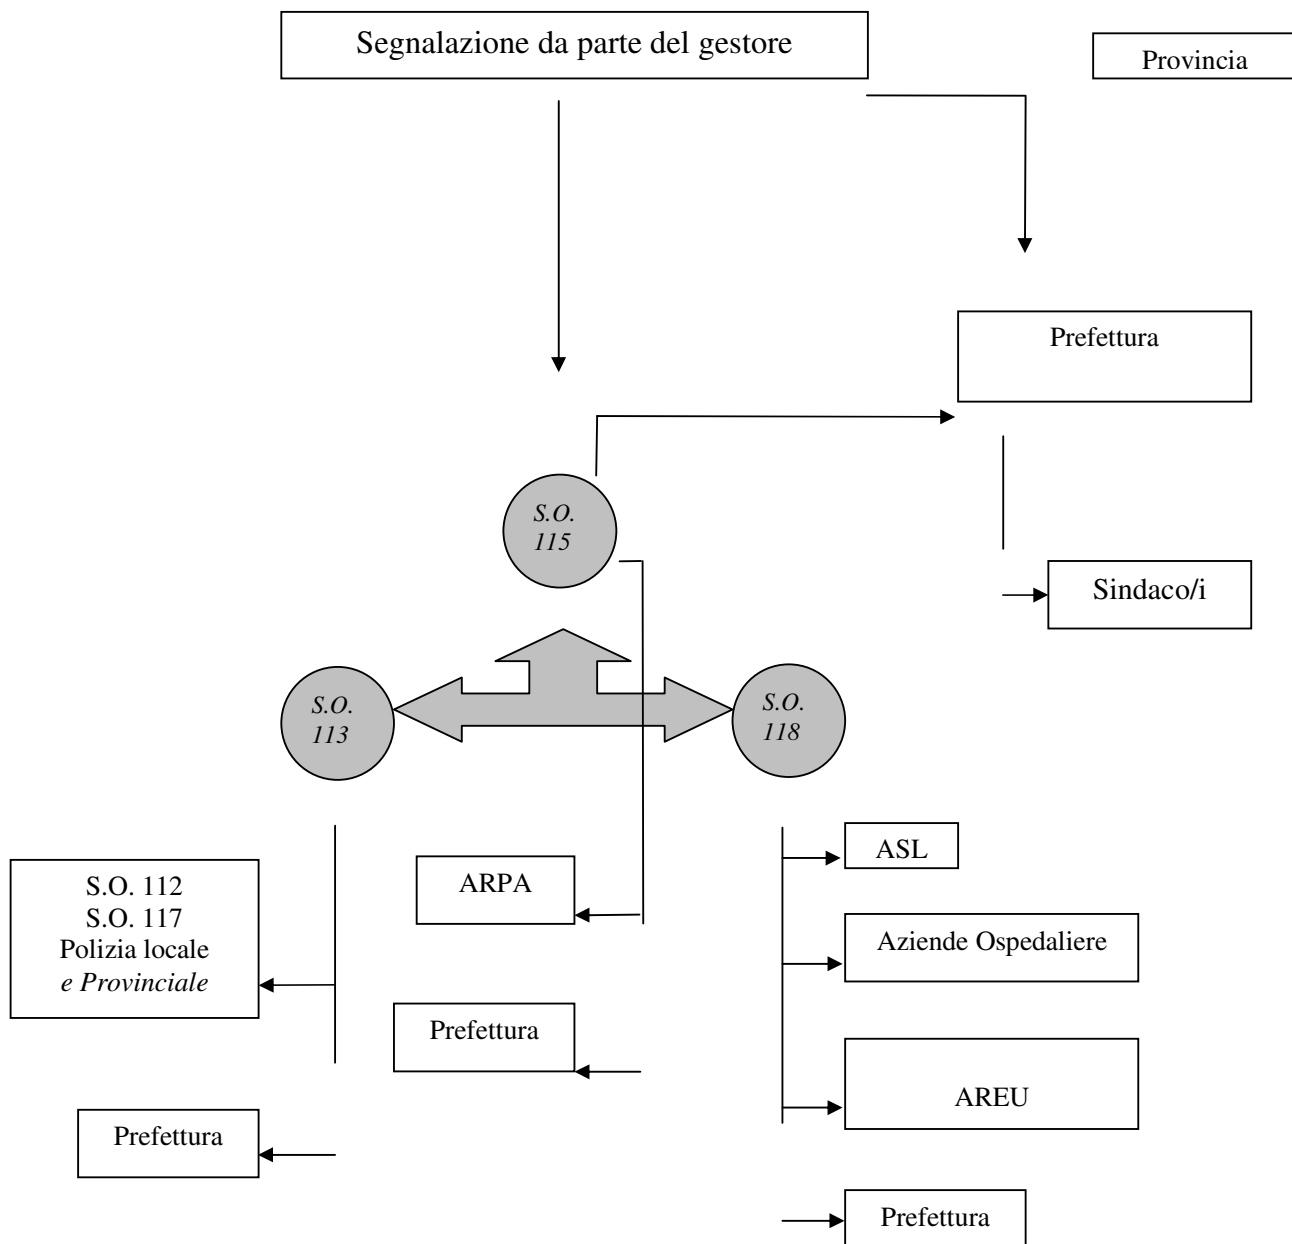 Segnalazione da parte del gestore
Provincia
Prefettura
S.O.
115
Sindaco/i
S.O.
113
S.O.
118
ASL
S.O. 112
S.O. 117
Polizia locale
e Provinciale
ARPA
Aziende Ospedaliere
Prefettura
AREU
Prefettura
Prefettura